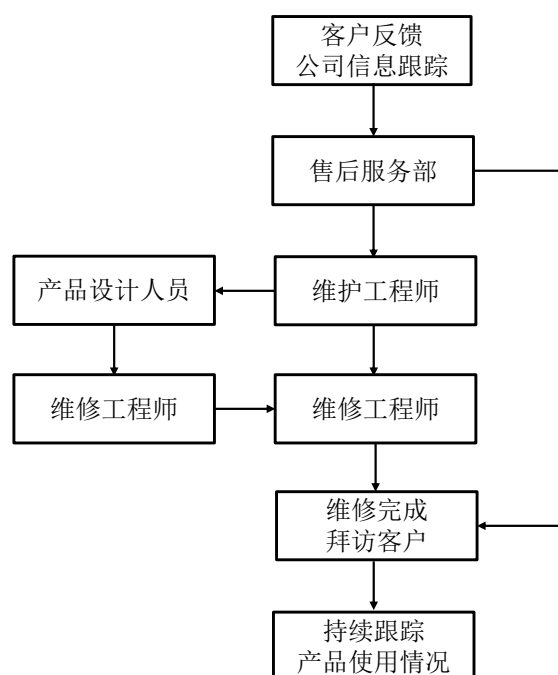 客户反馈
公司信息跟踪
售后服务部
产品设计人员
维护工程师
维修工程师
维修工程师
维修完成
拜访客户
持续跟踪
产品使用情况